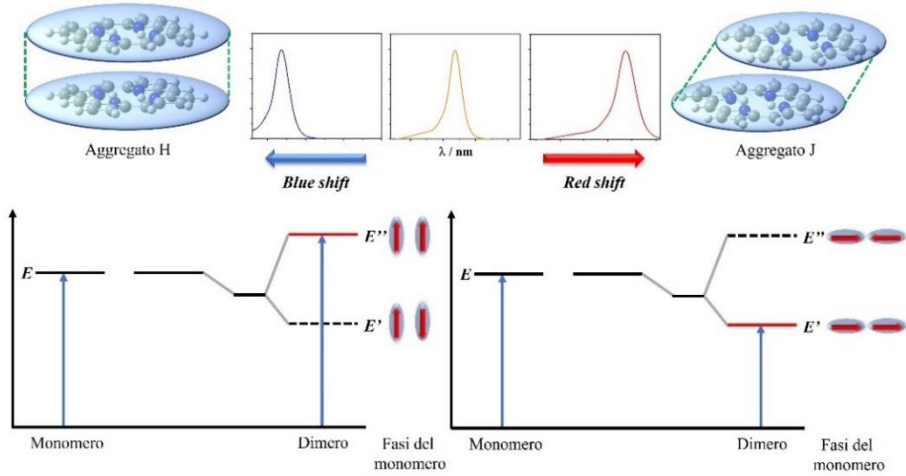 Aggregato H
λ / nm
Aggregato J
Blue shift
Red shift
E
E''
E'
Monomero
Dimero
Fasi del
monomero
E
E''
E'
Monomero
Dimero
Fasi del
monomero